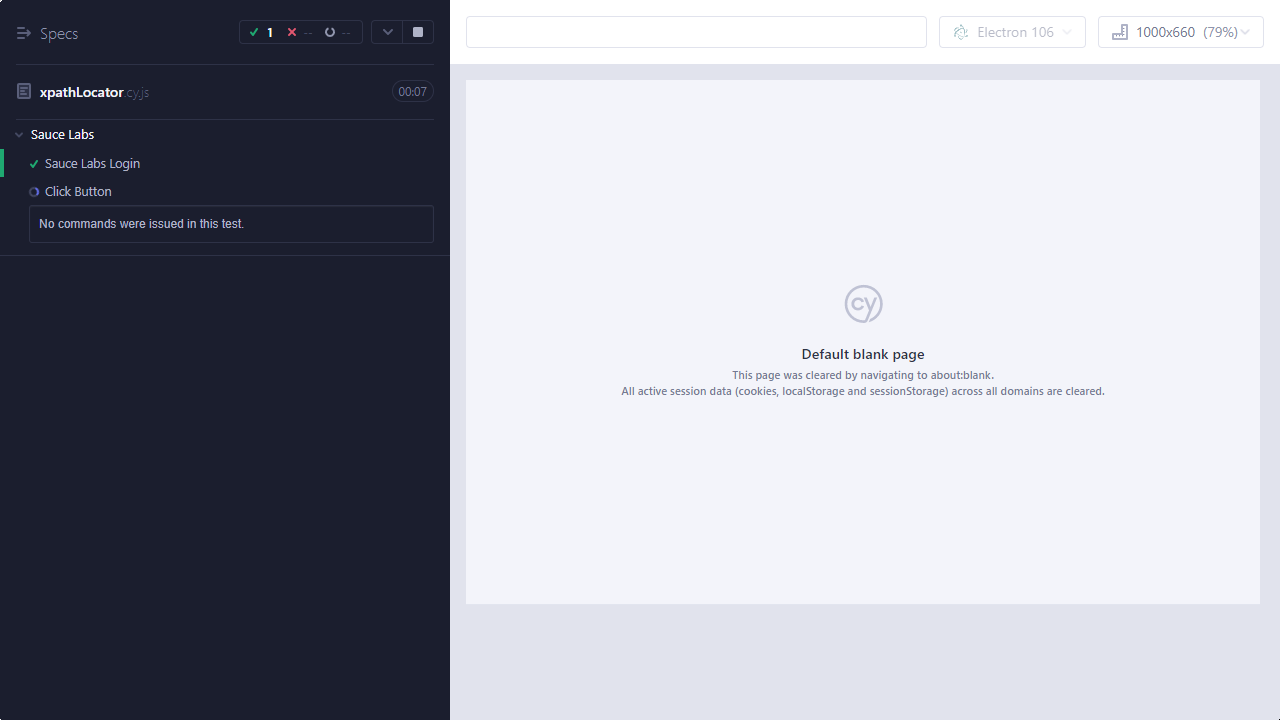 Specs
1 -- --
Electron 106
1000x660 (79%)
xpathLocator cy.js
00:07
Sauce Labs
Sauce Labs Login
Click Button
No commands were issued in this test.
cy
Default blank page
This page was cleared by navigating to about:blank.
All active session data (cookies, localStorage and sessionStorage) across all domains are cleared.